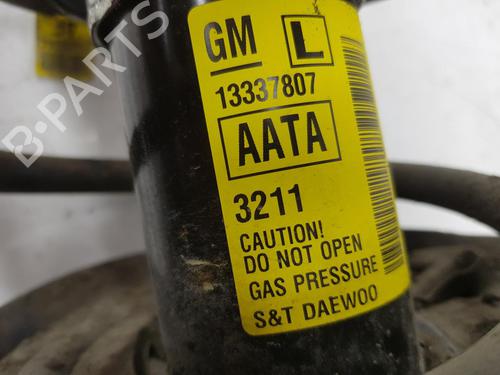 B-PARTS
GM L
13337807
AATA
3211
CAUTION!
DO NOT OPEN
GAS PRESSURE
S&T DAEWOO